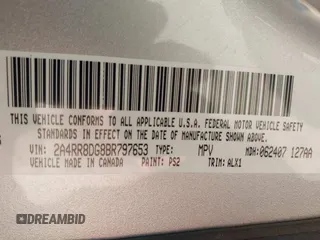 THIS VEHICLE CONFORMS TO ALL APPLICABLE U.S.A. FEDERAL MOTOR VEHICLE SAFETY
STANDARDS IN EFFECT ON THE DATE OF MANUFACTURE SHOWN ABOVE.
VIN: 2A4RR8DG8BR797653 TYPE: MPV MDH: 062407 127AA
VEHICLE MADE IN CANADA PAINT: PS2 TRIM: ALX1
DREAMBID